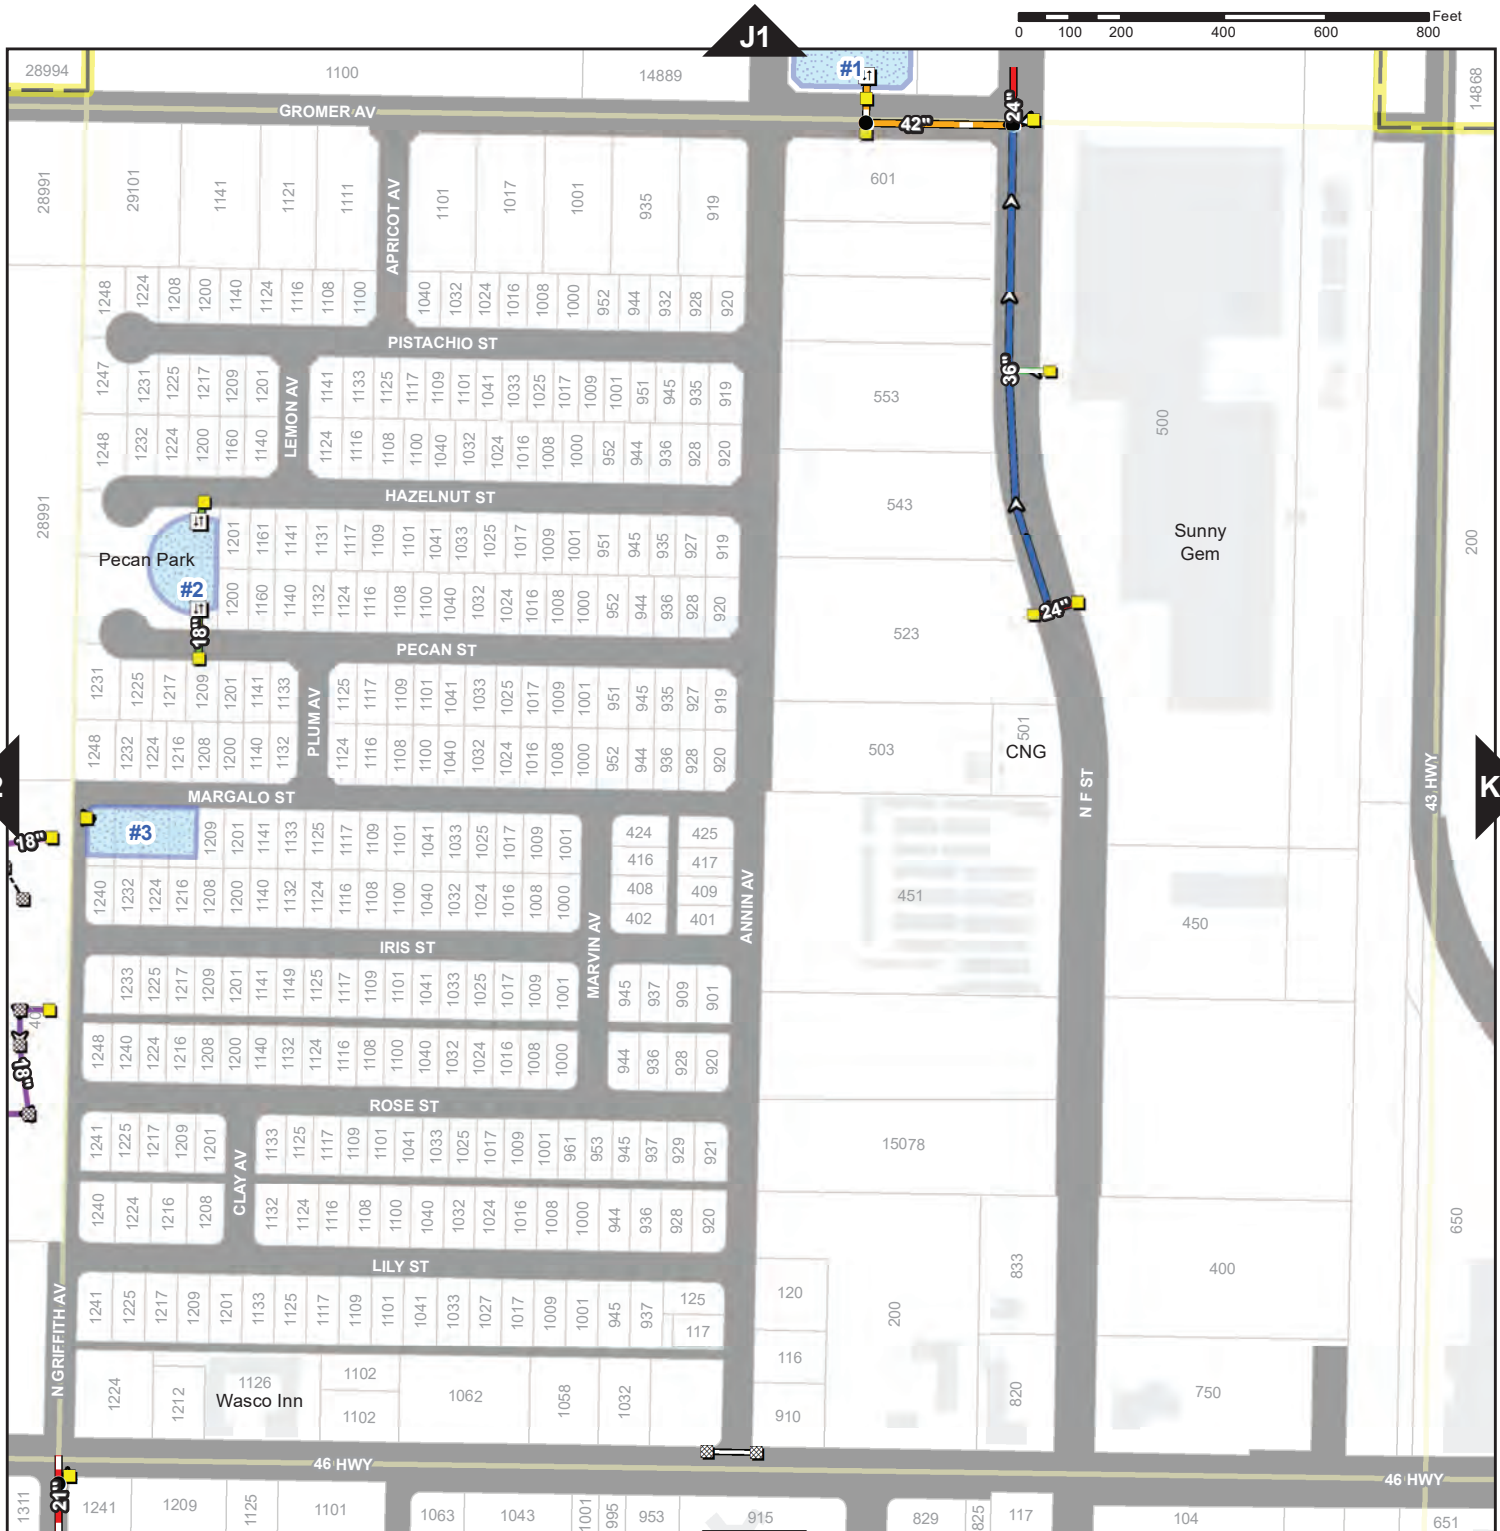 J1
Feet
0 100 200 400 600 800
28994 1100 14889 #1 14868
GROMER AV
42" 24"
28991 29101 1141 1121 1111 APRICOT AV 1101 1017 1001 935 919 601
1248 1224 1208 1200 1140 1124 1116 1108 1100 1040 1032 1024 1016 1008 1000 952 944 932 928 920
PISTACHIO ST
1247 1231 1225 1217 1209 1201 LEMON AV 1141 1133 1125 1117 1109 1101 1041 1033 1025 1017 1009 1001 951 945 935 919 553 36" 500
1248 1232 1224 1200 1160 1140 1124 1116 1108 1100 1040 1032 1024 1016 1008 1000 952 944 936 928 920
HAZELNUT ST
543
28991 1201 1161 1141 1131 1117 1109 1101 1041 1033 1025 1017 1009 1001 951 945 935 927 919 200
Sunny
Gem
Pecan Park
#2 1200 1160 1140 1132 1124 1116 1108 1100 1040 1032 1024 1016 1008 1000 952 944 936 928 920 24"
18" 523
PECAN ST
1231 1225 1217 1209 1201 1141 1133 PLUM AV 1125 1117 1109 1101 1041 1033 1025 1017 1009 1001 951 945 935 927 919
1248 1232 1224 1216 1208 1200 1140 1132 1124 1116 1108 1100 1040 1032 1024 1016 1008 1000 952 944 936 928 920 503 501
CNG
N F ST
43 HWY
K
MARGALO ST
18" #3 1209 1201 1141 1133 1125 1117 1109 1101 1041 1033 1025 1017 1009 1001 424 425
416 417
1240 1232 1224 1216 1208 1200 1140 1132 1124 1116 1108 1100 1040 1032 1024 1016 1008 1000 408 409 451
402 401 450
MARVIN AV
ANNIN AV
IRIS ST
1233 1225 1217 1209 1201 1141 1149 1125 1117 1109 1101 1041 1033 1025 1017 1009 1001 945 937 909 901
1248 1240 1224 1216 1208 1200 1140 1132 1124 1116 1108 1100 1040 1032 1024 1016 1008 1000 944 936 928 920
18"
ROSE ST
1241 1225 1217 1209 1201 CLAY AV 1133 1125 1117 1109 1101 1041 1033 1025 1017 1009 1001 961 953 945 937 929 921 15078
1240 1224 1216 1208 1132 1124 1116 1108 1100 1040 1032 1024 1016 1008 1000 944 936 928 920 650
LILY ST
833 400
1241 1225 1217 1209 1201 1133 1125 1117 1109 1101 1041 1033 1027 1017 1009 1001 945 937 125 120 200
117
N GRIFFITH AV
116
1224 1212 1126 1102 1062 1058 1032 820 750
Wasco Inn
1102 910
46 HWY
46 HWY
21"
1311 1241 1209 1125 1101 1063 1043 1001 995 953 915 829 825 117 104 651